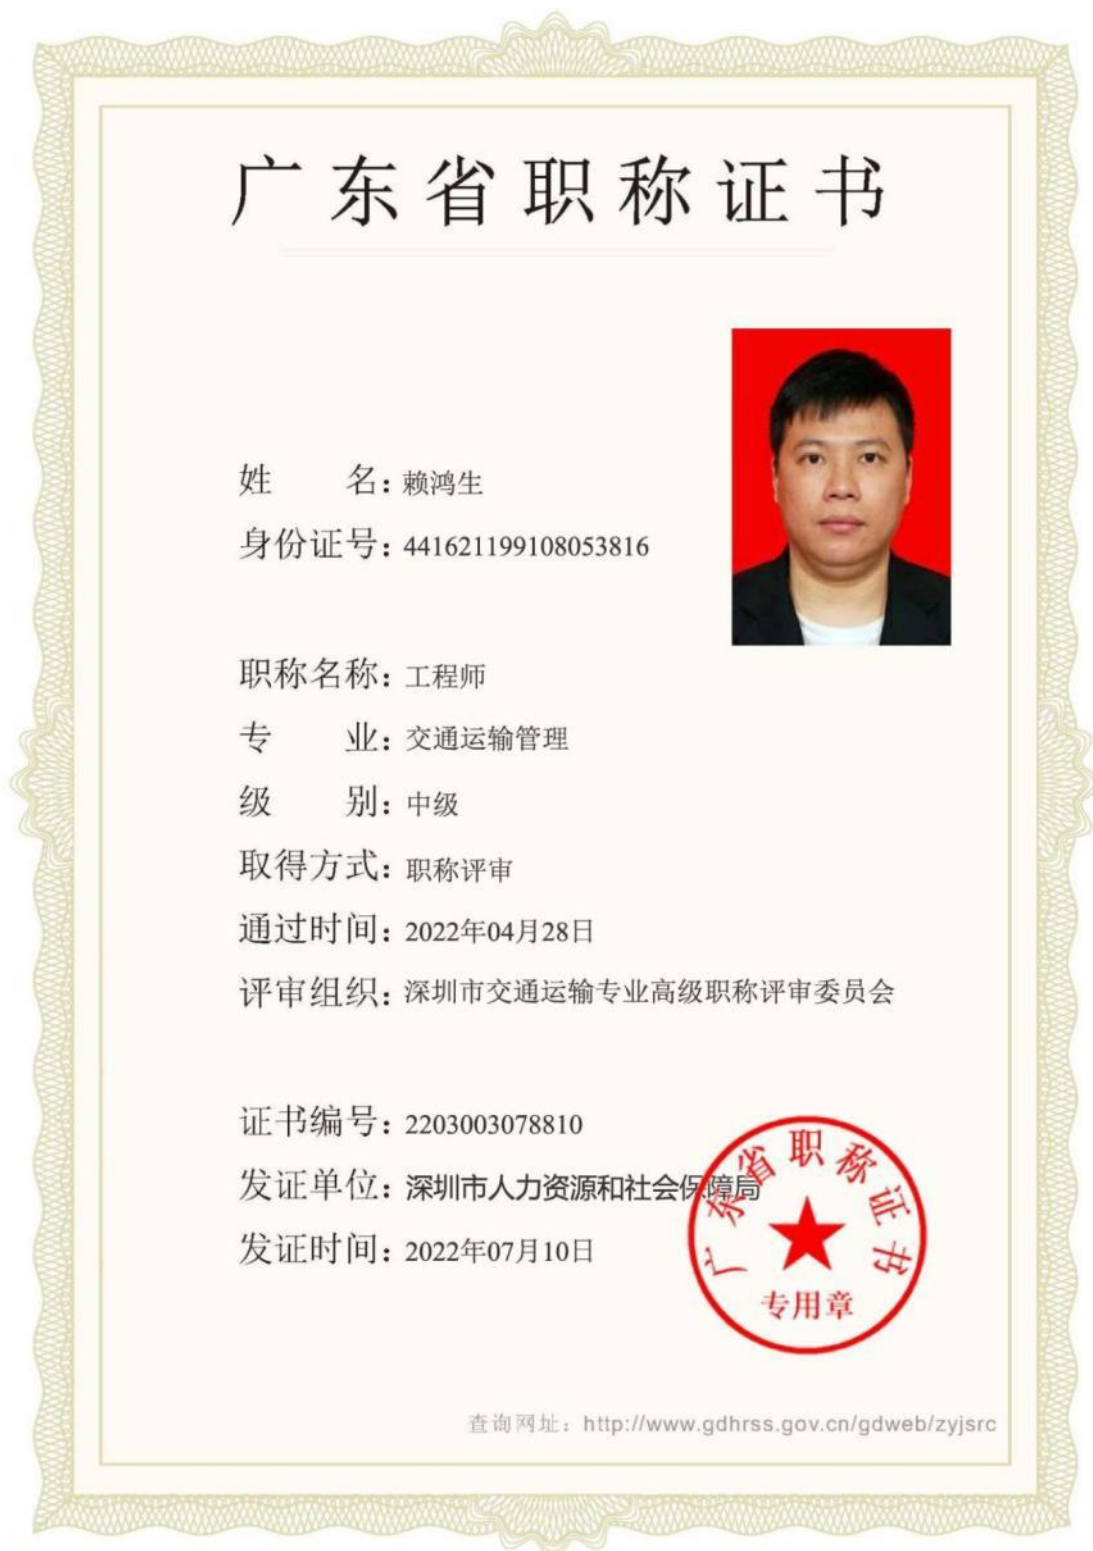 广东省职称证书
姓 名：赖鸿生
身份证号：441621199108053816
职称名称：工程师
专 业：交通运输管理
级 别：中级
取得方式：职称评审
通过时间：2022年04月28日
评审组织：深圳市交通运输专业高级职称评审委员会
证书编号：2203003078810
发证单位：深圳市人力资源和社会保障局
发证时间：2022年07月10日
广东省职称证书
专用章
查询网址：http://www.gdhrss.gov.cn/gdweb/zyjsrc